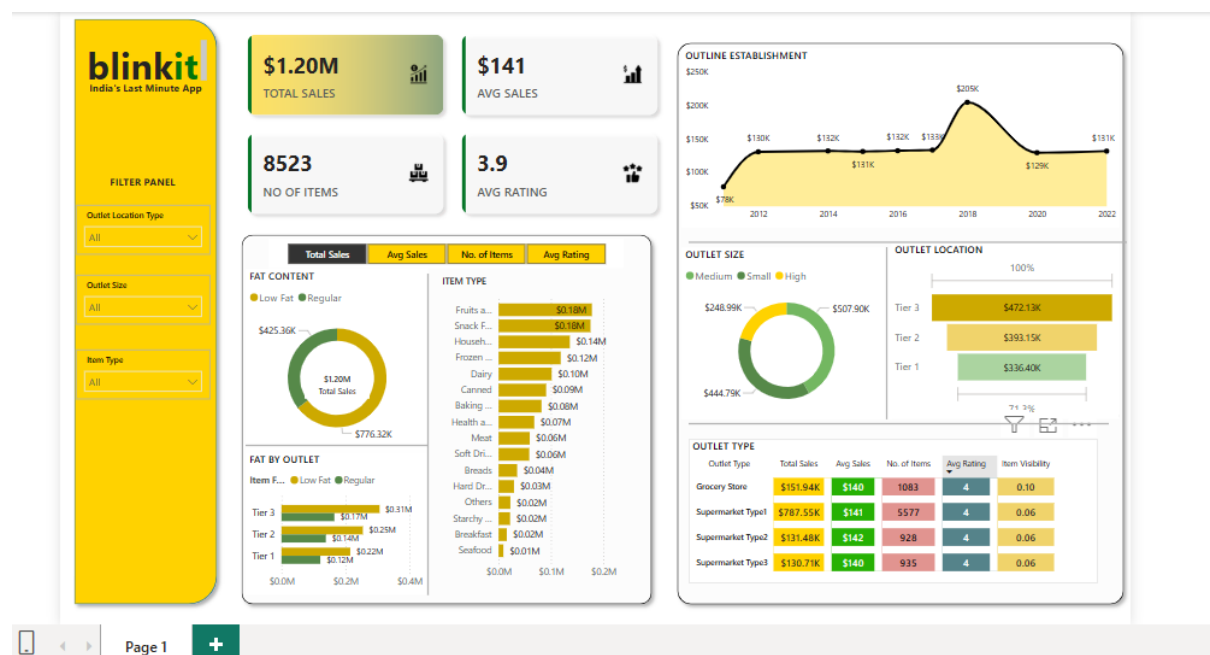 blinkit
India's Last Minute App
FILTER PANEL
Outlet Location Type
All
Outlet Size
All
Item Type
All
$1.20M
TOTAL SALES
$141
AVG SALES
8523
NO OF ITEMS
3.9
AVG RATING
Total Sales Avg Sales No. of Items Avg Rating
FAT CONTENT
Low Fat Regular
$425.36K
$1.20M
Total Sales
$776.32K
FAT BY OUTLET
Item F... Low Fat Regular
Tier 3 $0.31M
$0.17M
Tier 2 $0.25M
$0.14M
Tier 1 $0.22M
$0.12M
$0.0M $0.2M $0.4M
ITEM TYPE
Fruits a... $0.18M
Snack F... $0.18M
Househ... $0.14M
Frozen ... $0.12M
Dairy $0.10M
Canned $0.09M
Baking ... $0.08M
Health a... $0.07M
Meat $0.06M
Soft Dri... $0.06M
Breads $0.04M
Hard Dr... $0.03M
Others $0.02M
Starchy ... $0.02M
Breakfast $0.02M
Seafood $0.01M
$0.0M $0.1M $0.2M
OUTLINE ESTABLISHMENT
$250K
$205K
$200K
$150K $130K $132K $132K $133K $131K
$131K $129K
$100K
$78K
$50K
2012 2014 2016 2018 2020 2022
OUTLET SIZE
Medium Small High
$248.99K $507.90K
$444.79K
OUTLET LOCATION
100%
Tier 3 $472.13K
Tier 2 $393.15K
Tier 1 $336.40K
71.3%
OUTLET TYPE
Outlet Type Total Sales Avg Sales No. of Items Avg Rating Item Visibility
Grocery Store $151.94K $140 1083 4 0.10
Supermarket Type1 $787.55K $141 5577 4 0.06
Supermarket Type2 $131.48K $142 928 4 0.06
Supermarket Type3 $130.71K $140 935 4 0.06
Page 1